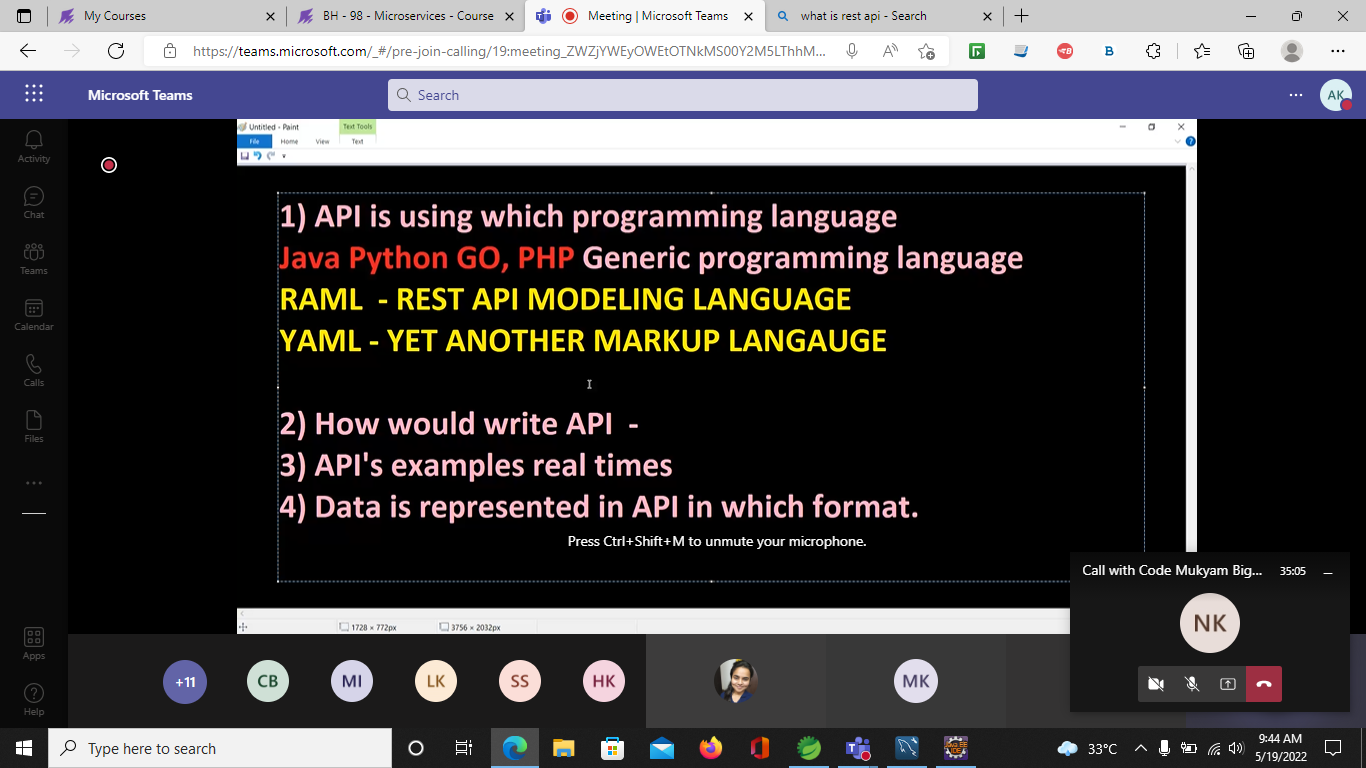 My Courses
BH - 98 - Microservices - Course
Meeting | Microsoft Teams
what is rest api - Search
https://teams.microsoft.com/_#/pre-join-calling/19:meeting_ZWZjYWEyOWEtOTNkMS00Y2M5LThhM...
Microsoft Teams
Search
AK
Activity
Chat
Teams
Calendar
Calls
Files
Apps
Help
Untitled - Paint
Text Tools
File Home View Text
1) API is using which programming language
Java Python GO, PHP Generic programming language
RAML  - REST API MODELING LANGUAGE
YAML - YET ANOTHER MARKUP LANGAUGE
2) How would write API  -
3) API's examples real times
4) Data is represented in API in which format.
Press Ctrl+Shift+M to unmute your microphone.
1728 × 772px 3756 × 2032px
Call with Code Mukyam Big... 35:05
NK
+11 CB MI LK SS HK MK
Type here to search
33°C
9:44 AM
5/19/2022